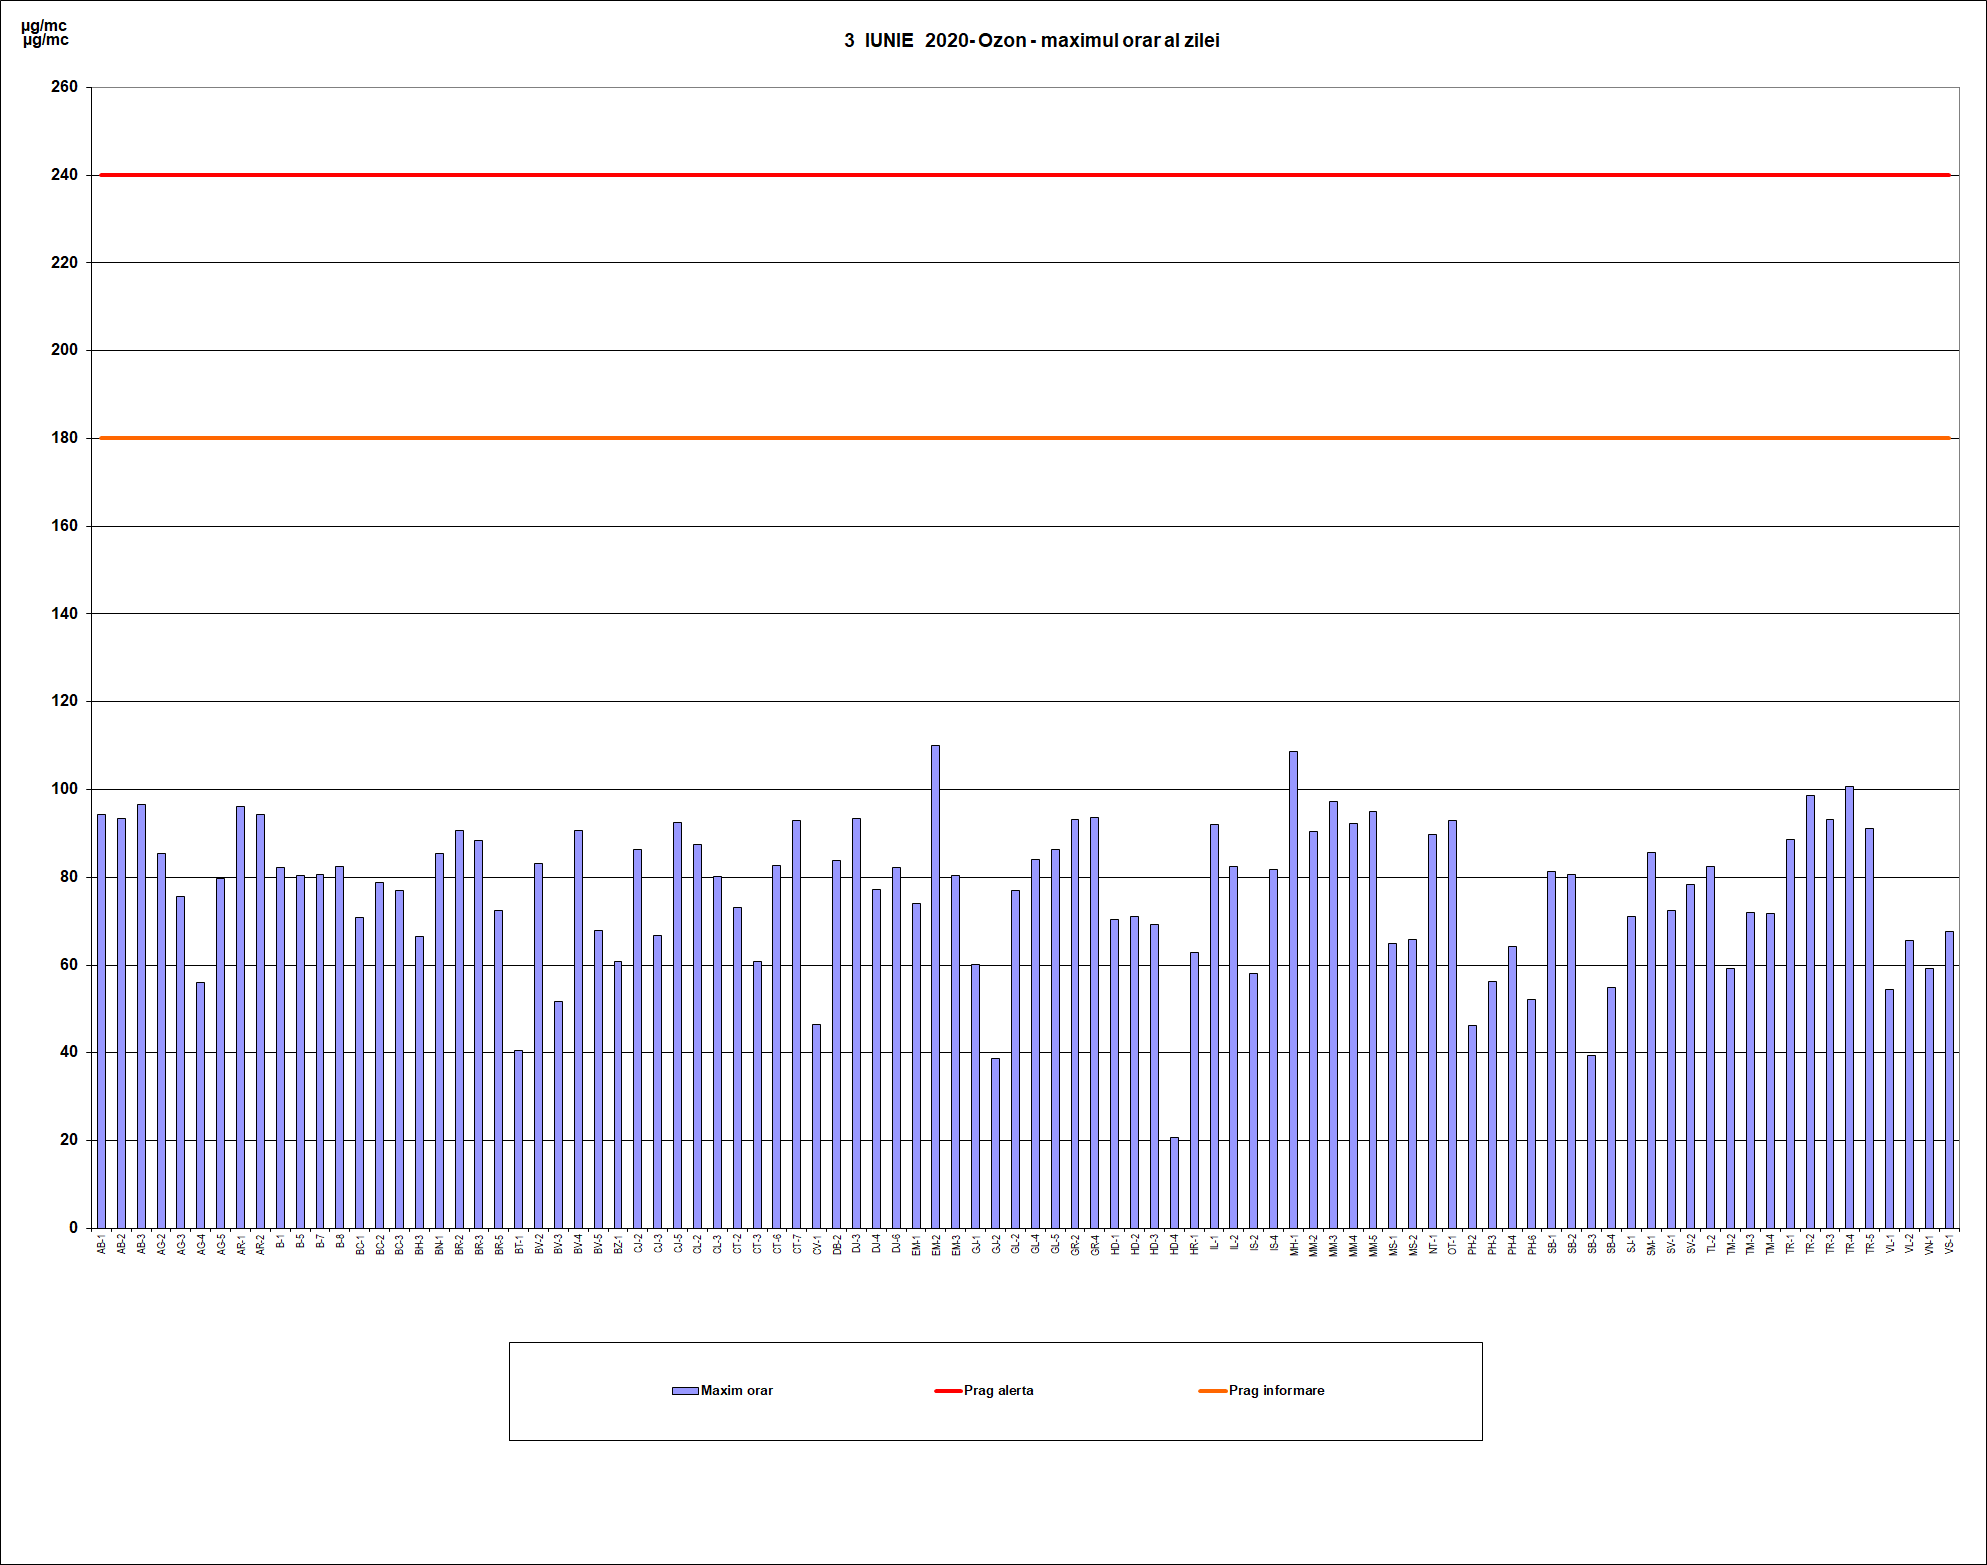 µg/mc
µg/mc
3 IUNIE 2020- Ozon - maximul orar al zilei
260
240
220
200
180
160
140
120
100
80
60
40
20
0
AB-1 AB-2 AB-3 AG-2 AG-3 AG-4 AG-5 AR-1 AR-2 B-1 B-5 B-7 B-8 BC-1 BC-2 BC-3 BH-3 BN-1 BR-2 BR-3 BR-5 BT-1 BV-2 BV-3 BV-4 BV-5 BZ-1 CJ-2 CJ-3 CJ-5 CL-2 CL-3 CT-2 CT-3 CT-6 CT-7 CV-1 DB-2 DJ-3 DJ-4 DJ-6 EM-1 EM-2 EM-3 GJ-1 GJ-2 GL-2 GL-4 GL-5 GR-2 GR-4 HD-1 HD-2 HD-3 HD-4 HR-1 IL-1 IL-2 IS-2 IS-4 MH-1 MM-2 MM-3 MM-4 MM-5 MS-1 MS-2 NT-1 OT-1 PH-2 PH-3 PH-4 PH-6 SB-1 SB-2 SB-3 SB-4 SJ-1 SM-1 SV-1 SV-2 TL-2 TM-2 TM-3 TM-4 TR-1 TR-2 TR-3 TR-4 TR-5 VL-1 VL-2 VN-1 VS-1
Maxim orar Prag alerta Prag informare